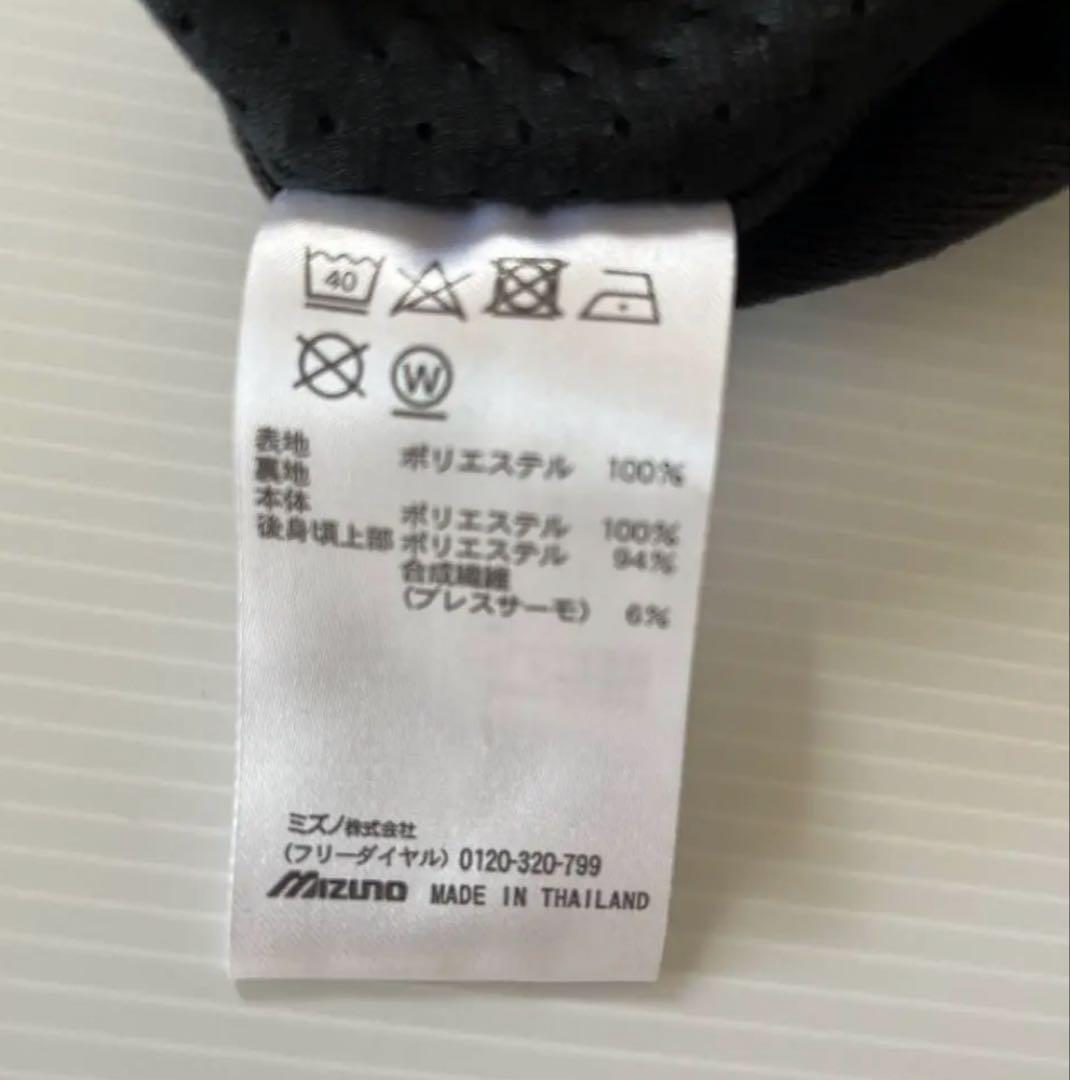 40
W
表地 ポリエステル 100%
裏地
本体 ポリエステル 100%
後身頃上部 ポリエステル 94%
合成繊維
(ブレスサーモ) 6%
ミズノ株式会社
(フリーダイヤル) 0120-320-799
MIZUNO MADE IN THAILAND